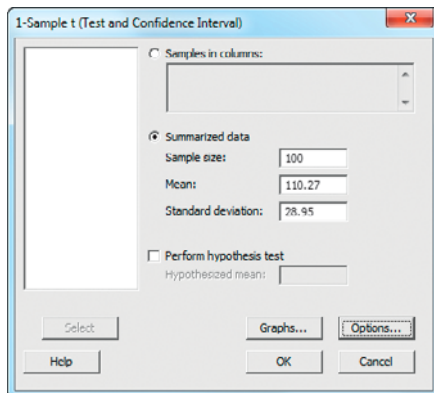 1-Sample t (Test and Confidence Interval)
Samples in columns:
Summarized data
Sample size: 100
Mean: 110.27
Standard deviation: 28.95
Perform hypothesis test
Hypothesized mean:
Select
Graphs...
Options...
Help
OK
Cancel